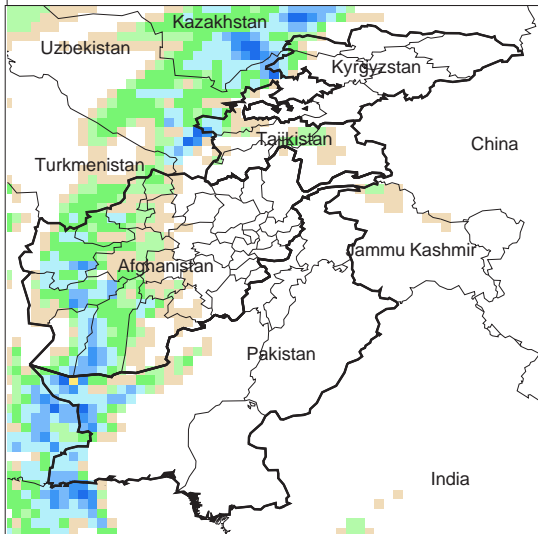 Kazakhstan
Uzbekistan
Kyrgyzstan
Tajikistan
China
Turkmenistan
Jammu Kashmir
Afghanistan
Pakistan
India